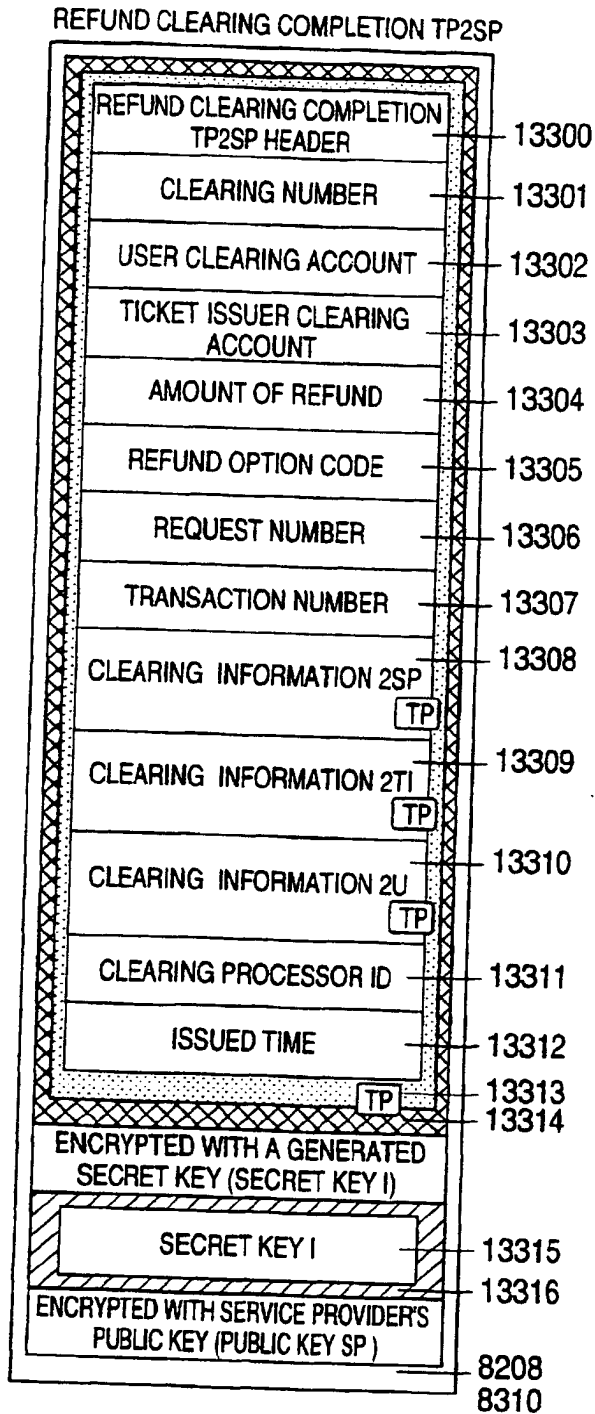 REFUND CLEARING COMPLETION TP2SP
REFUND CLEARING COMPLETION
TP2SP HEADER
13300
CLEARING NUMBER
13301
USER CLEARING ACCOUNT
13302
TICKET ISSUER CLEARING
ACCOUNT
13303
AMOUNT OF REFUND
13304
REFUND OPTION CODE
13305
REQUEST NUMBER
13306
TRANSACTION NUMBER
13307
CLEARING INFORMATION 2SP
13308
TP
CLEARING INFORMATION 2TI
13309
TP
CLEARING INFORMATION 2U
13310
TP
CLEARING PROCESSOR ID
13311
ISSUED TIME
13312
TP
13313
13314
ENCRYPTED WITH A GENERATED
SECRET KEY (SECRET KEY I)
SECRET KEY I
13315
13316
ENCRYPTED WITH SERVICE PROVIDER'S
PUBLIC KEY (PUBLIC KEY SP )
8208
8310